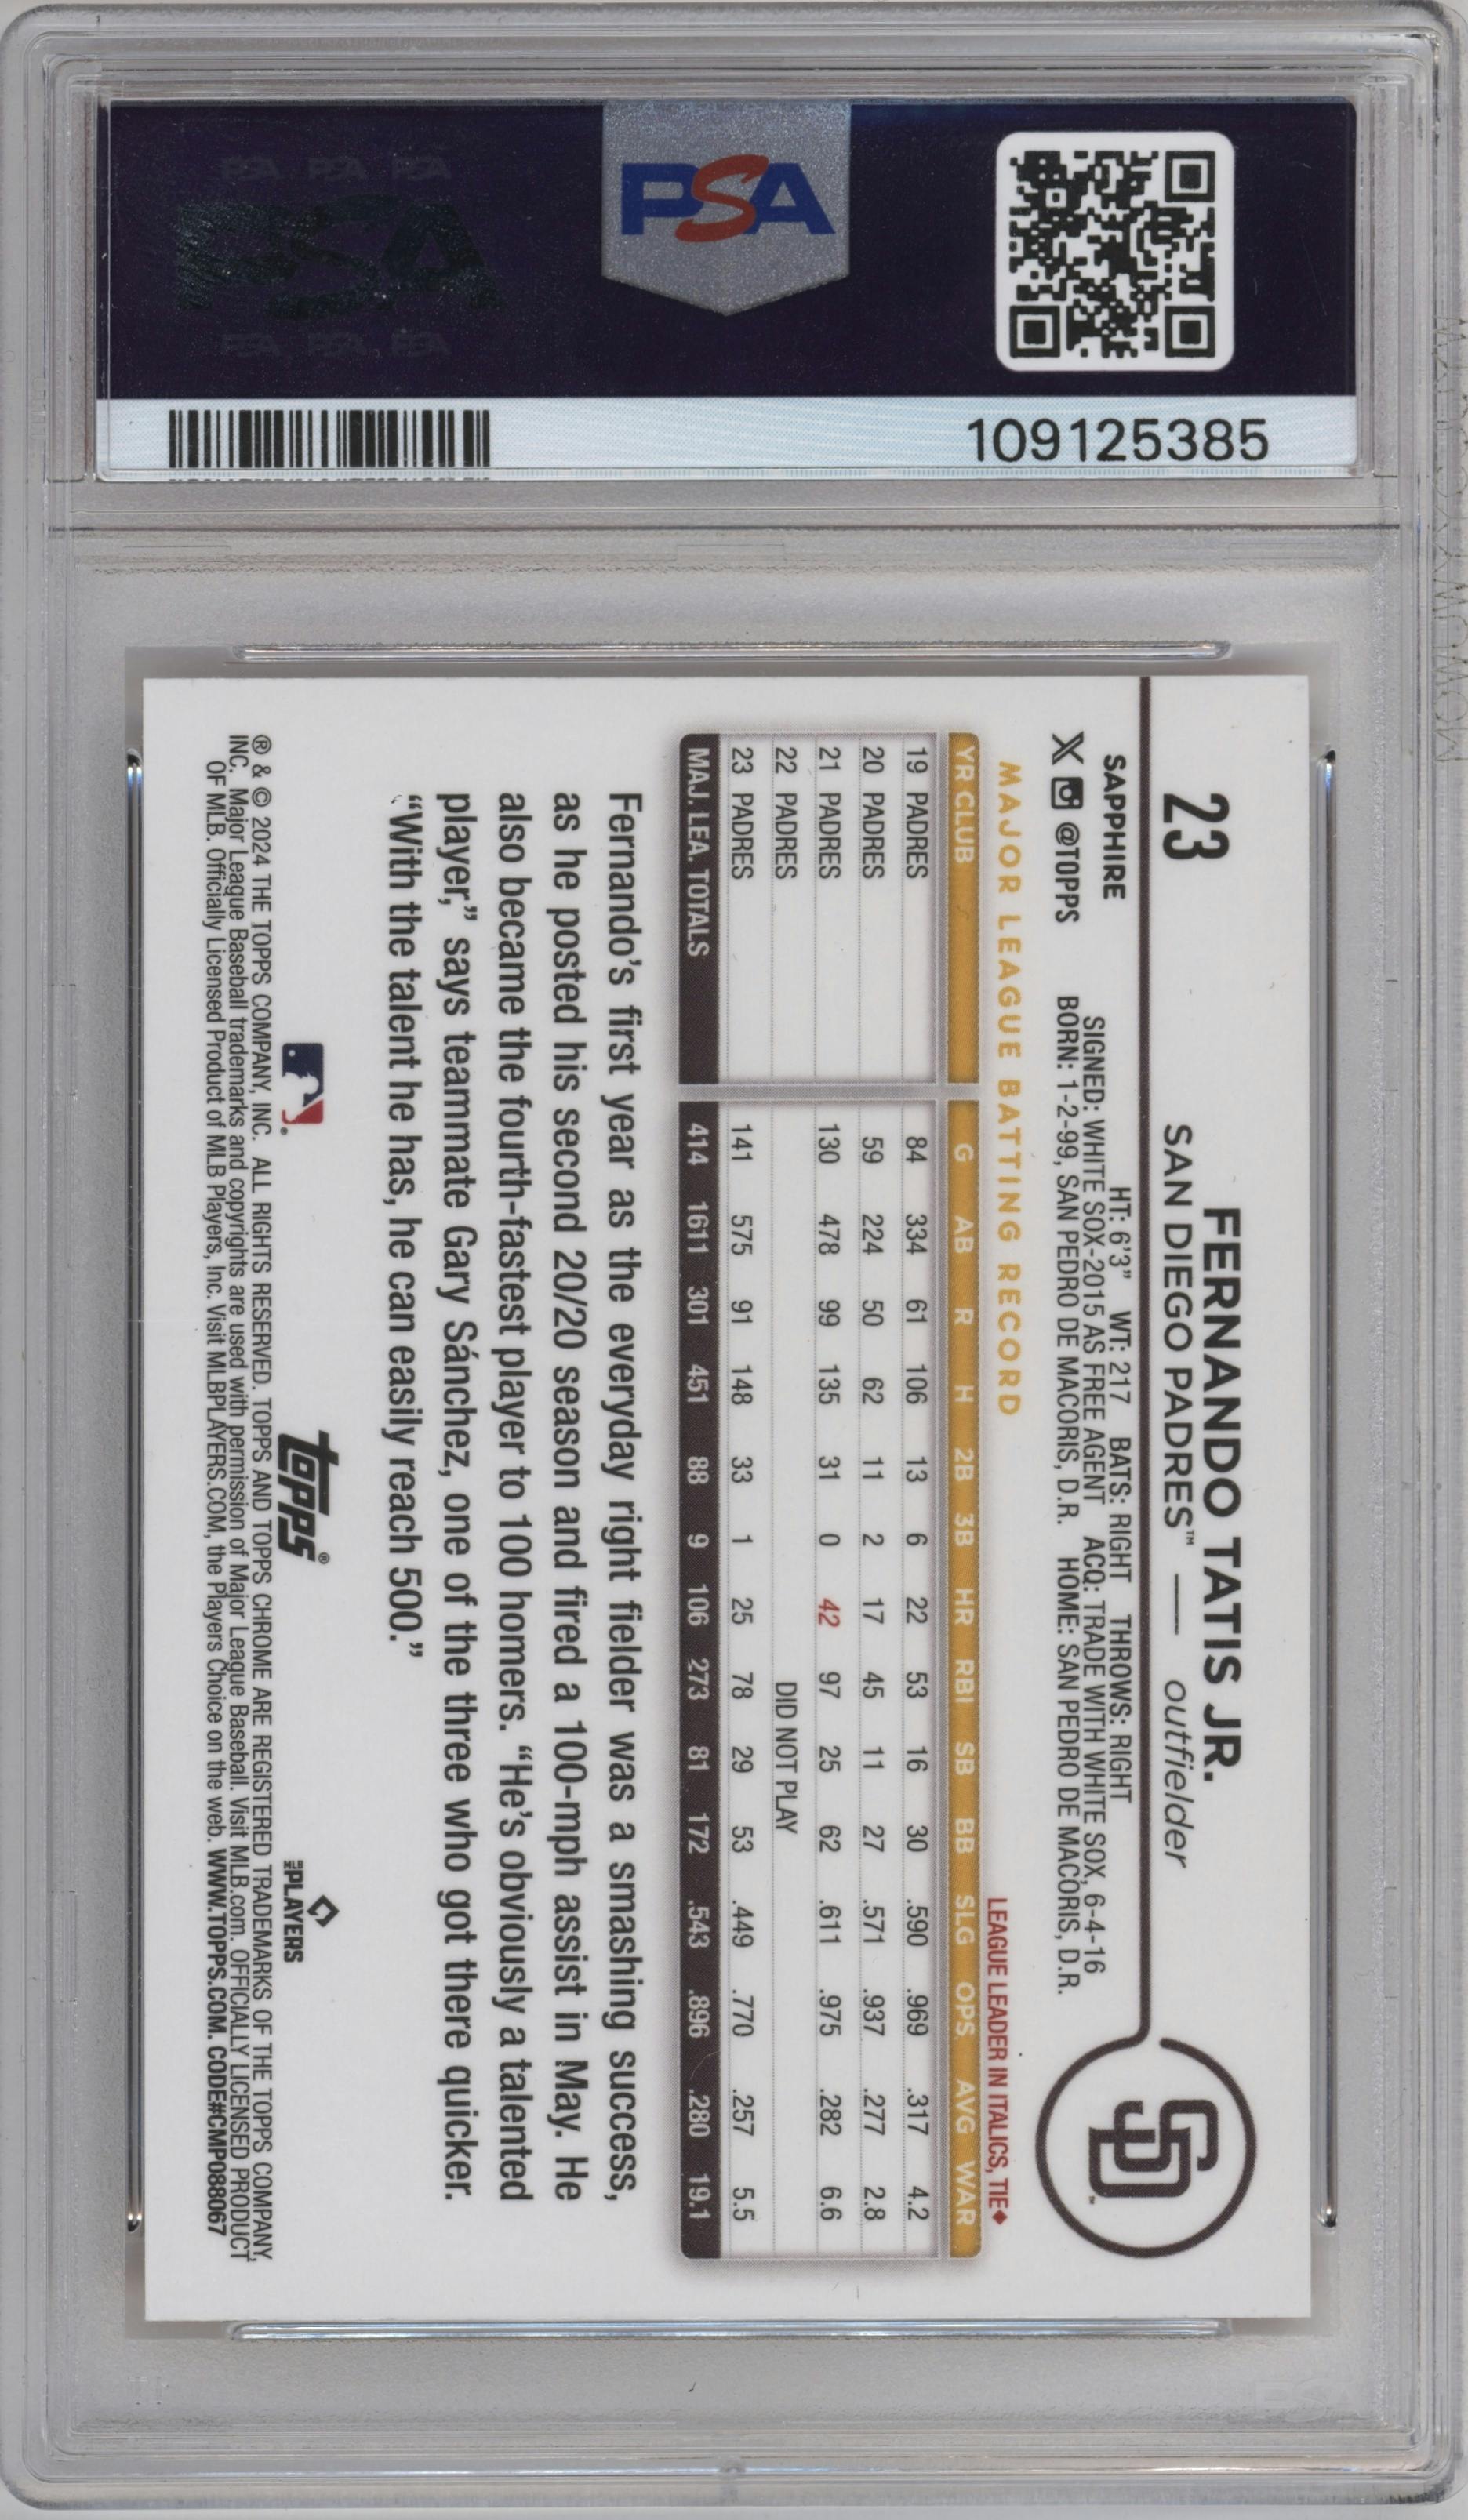 PSA PSA PSA
PSA
PSA PSA PSA
PSA
109125385
23
FERNANDO TATIS JR.
SAN DIEGO PADRES™ — outfielder
SAPPHIRE
HT: 6'3" WT: 217 BATS: RIGHT THROWS: RIGHT
SIGNED: WHITE SOX-2015 AS FREE AGENT ACQ: TRADE WITH WHITE SOX, 6-4-16
@TOPPS
BORN: 1-2-99, SAN PEDRO DE MACORIS, D.R. HOME: SAN PEDRO DE MACORIS, D.R.
SD™
MAJOR LEAGUE BATTING RECORD
LEAGUE LEADER IN ITALICS, TIE♦
YR CLUB G AB R H 2B 3B HR RBI SB BB SLG OPS AVG WAR
19 PADRES 84 334 61 106 13 6 22 53 16 30 .590 .969 .317 4.2
20 PADRES 59 224 50 62 11 2 17 45 11 27 .571 .937 .277 2.8
21 PADRES 130 478 99 135 31 0 42 97 25 62 .611 .975 .282 6.6
22 PADRES DID NOT PLAY
23 PADRES 141 575 91 148 33 1 25 78 29 53 .449 .770 .257 5.5
MAJ. LEA. TOTALS 414 1611 301 451 88 9 106 273 81 172 .543 .896 .280 19.1
Fernando's first year as the everyday right fielder was a smashing success,
as he posted his second 20/20 season and fired a 100-mph assist in May. He
also became the fourth-fastest player to 100 homers. “He's obviously a talented
player,” says teammate Gary Sánchez, one of the three who got there quicker.
“With the talent he has, he can easily reach 500.”
topps®
THE PLAYERS
® & © 2024 THE TOPPS COMPANY, INC. ALL RIGHTS RESERVED. TOPPS AND TOPPS CHROME ARE REGISTERED TRADEMARKS OF THE TOPPS COMPANY,
INC. Major League Baseball trademarks and copyrights are used with permission of Major League Baseball. Visit MLB.com. OFFICIALLY LICENSED PRODUCT
OF MLB. Officially Licensed Product of MLB Players, Inc. Visit MLBPLAYERS.COM, the Players Choice on the web. WWW.TOPPS.COM. CODE#CMP088067